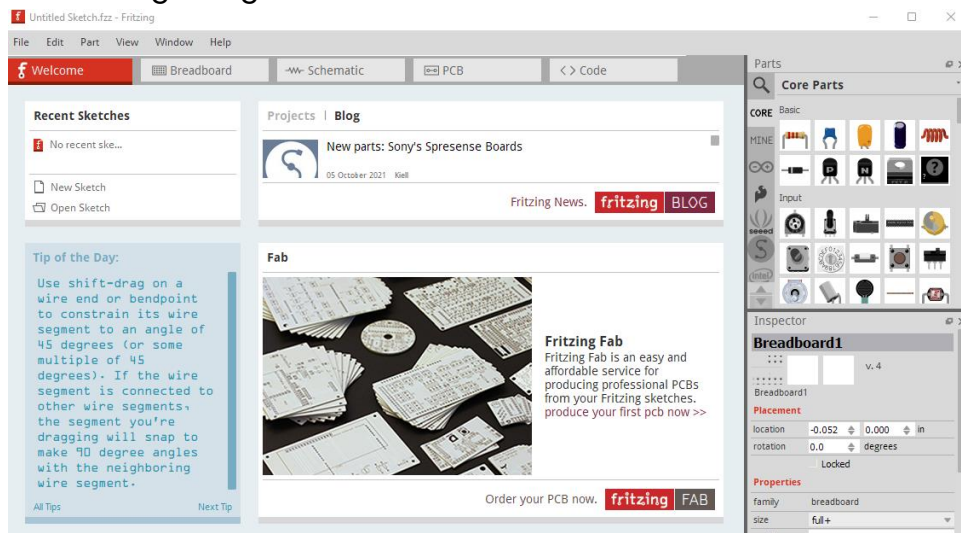 Untitled Sketch.fzz - Fritzing
File Edit Part View Window Help
Welcome
Breadboard
Schematic
PCB
<> Code
Recent Sketches
No recent ske...
New Sketch
Open Sketch
Projects | Blog
New parts: Sony's Spresense Boards
05 October 2021 Kiell
Fritzing News. fritzing BLOG
Tip of the Day:
Use shift-drag on a
wire end or bendpoint
to constrain its wire
segment to an angle of
45 degrees (or some
multiple of 45
degrees). If the wire
segment is connected to
other wire segments,
the segment you're
dragging will snap to
make 90 degree angles
with the neighboring
wire segment.
All Tips Next Tip
Fab
Fritzing Fab
Fritzing Fab is an easy and
affordable service for
producing professional PCBs
from your Fritzing sketches.
produce your first pcb now >>
Order your PCB now. fritzing FAB
Parts
Core Parts
CORE
MINE
seeed
S
intel
Basic
P
N
?
Input
Inspector
Breadboard1
v. 4
Breadboard1
Placement
location -0.052 0.000 in
rotation 0.0 degrees
Locked
Properties
family breadboard
size full+